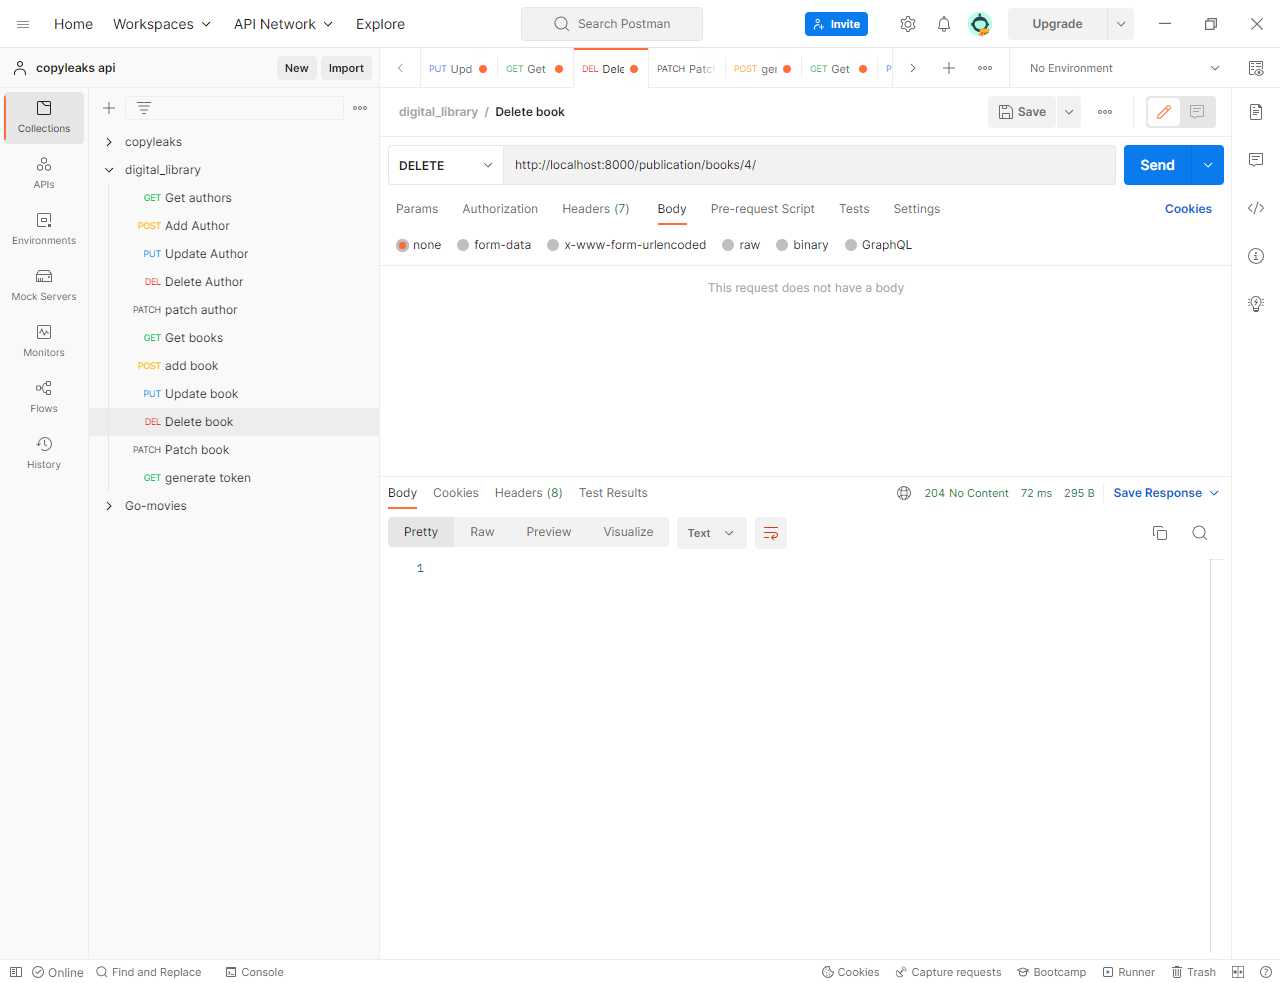 Home Workspaces API Network Explore Search Postman Invite Upgrade
copyleaks api New Import PUT Upd GET Get DEL Dele PATCH Patc POST ger GET Get P No Environment
Collections
APIs
Environments
Mock Servers
Monitors
Flows
History
copyleaks
digital_library
GET Get authors
POST Add Author
PUT Update Author
DEL Delete Author
PATCH patch author
GET Get books
POST add book
PUT Update book
DEL Delete book
PATCH Patch book
GET generate token
Go-movies
digital_library / Delete book Save
DELETE http://localhost:8000/publication/books/4/ Send
Params Authorization Headers (7) Body Pre-request Script Tests Settings Cookies
none form-data x-www-form-urlencoded raw binary GraphQL
This request does not have a body
Body Cookies Headers (8) Test Results 204 No Content 72 ms 295 B Save Response
Pretty Raw Preview Visualize Text
1
Online Find and Replace Console Cookies Capture requests Bootcamp Runner Trash